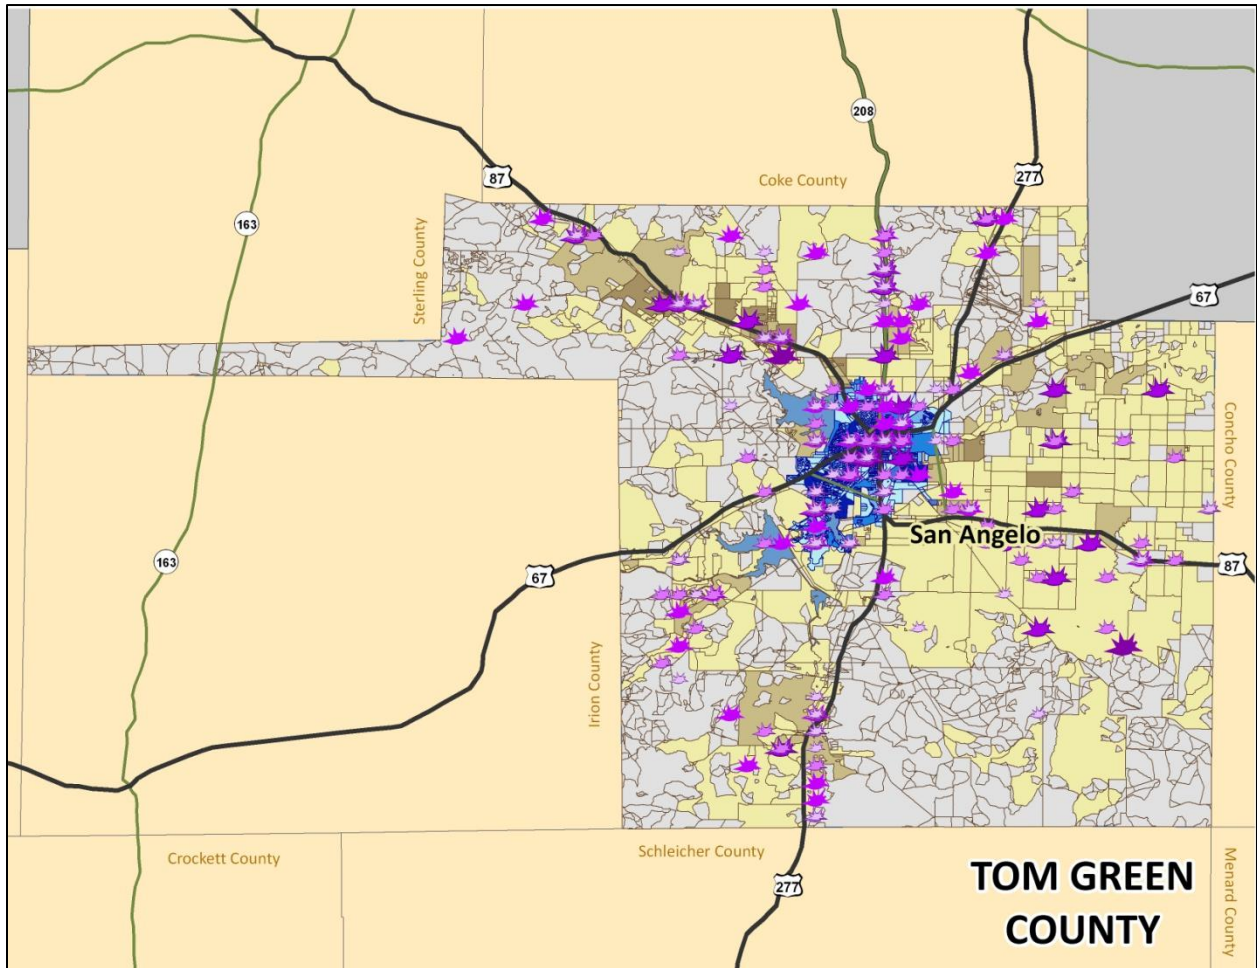 208
87
277
Coke County
163
Sterling County
67
Concho County
San Angelo
163
67
87
Irion County
Crockett County
Schleicher County
277
TOM GREEN
COUNTY
Menard County